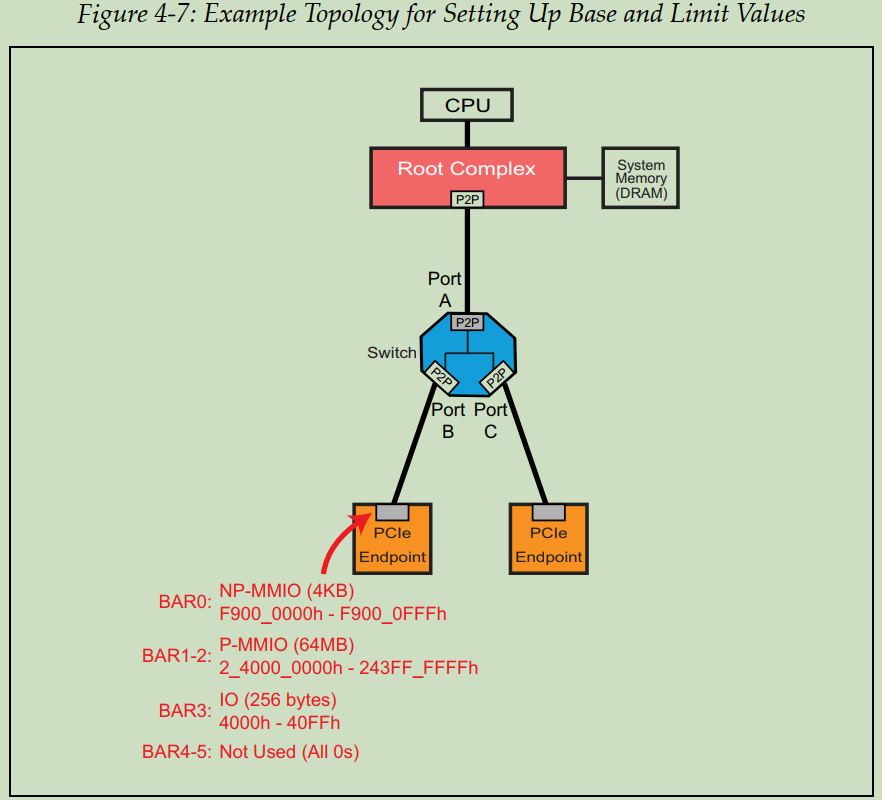 Figure 4-7: Example Topology for Setting Up Base and Limit Values
CPU
Root Complex
P2P
System
Memory
(DRAM)
Port
A
P2P
Switch
P2P
P2P
Port
B
Port
C
PCIe
Endpoint
PCIe
Endpoint
BAR0:
NP-MMIO (4KB)
F900_0000h - F900_0FFFh
BAR1-2:
P-MMIO (64MB)
2_4000_0000h - 243FF_FFFFh
BAR3:
IO (256 bytes)
4000h - 40FFh
BAR4-5: Not Used (All 0s)